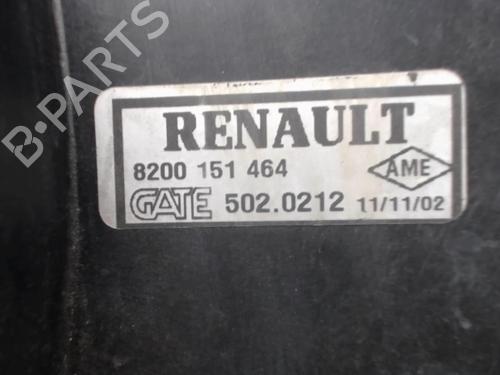 B-PARTS
RENAULT
8200 151 464
AME
GATE 502.0212 11/11/02